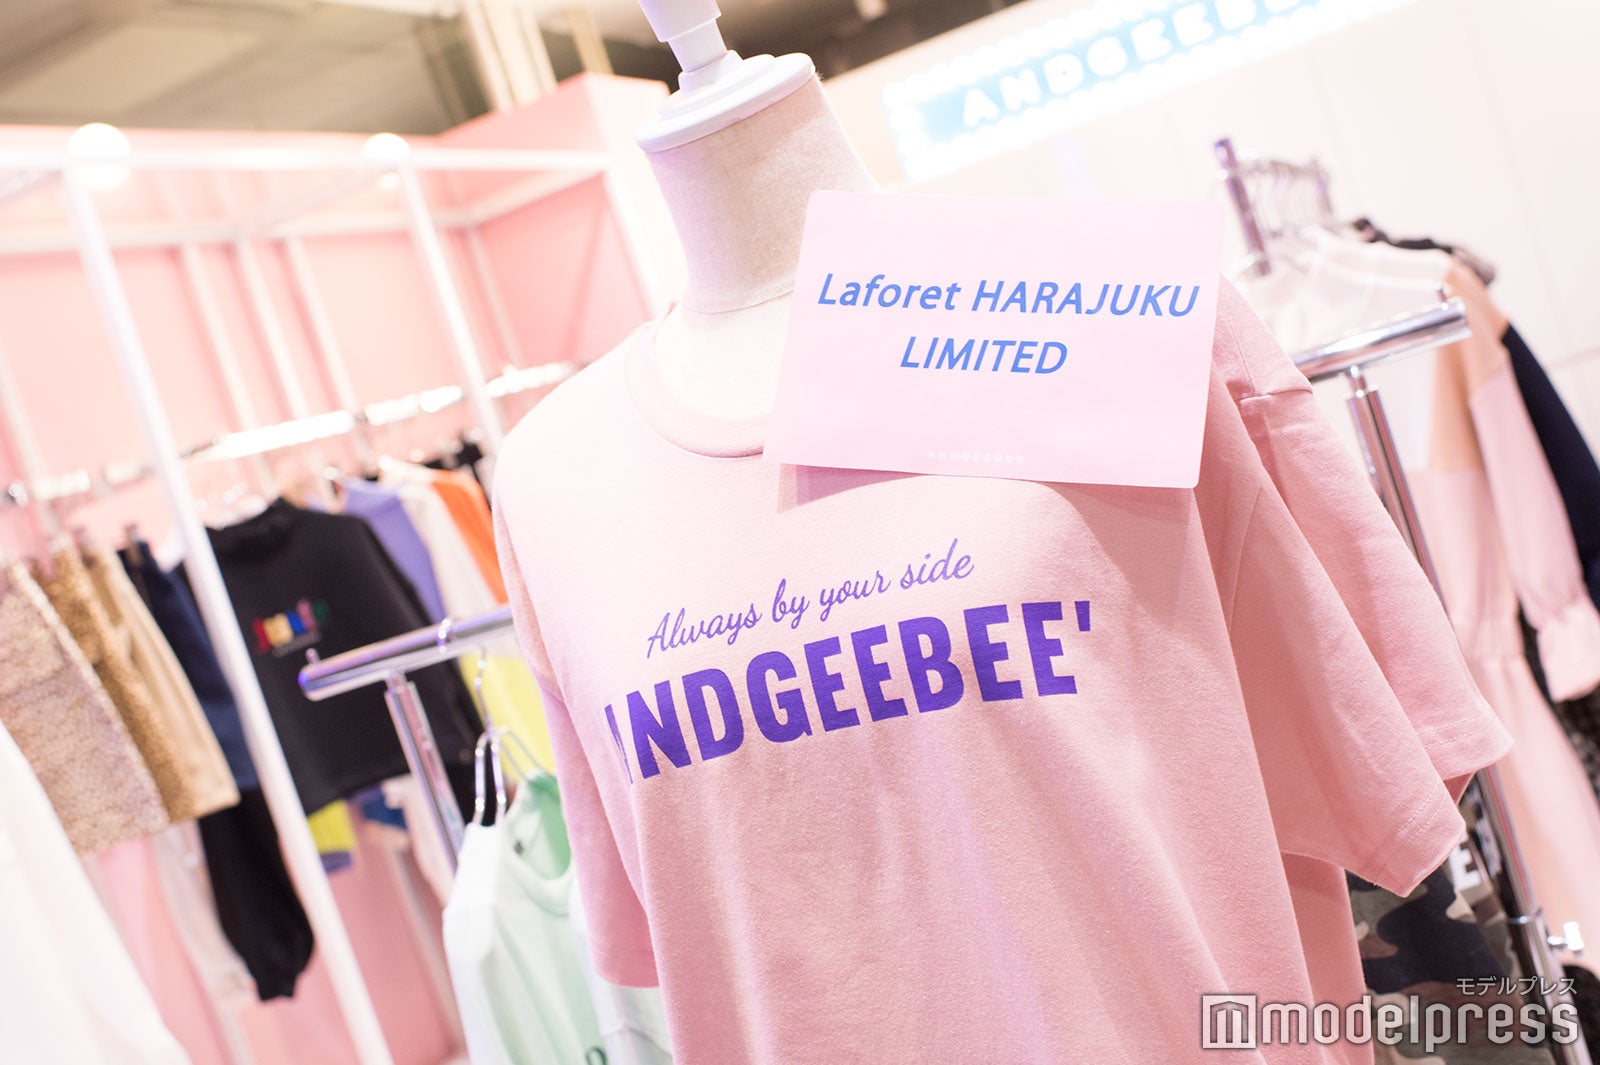 ANDGEEBEE
Laforet HARAJUKU
LIMITED
ANDGEEBEE
Always by your side
ANDGEEBEE'
モデルプレス
modelpress